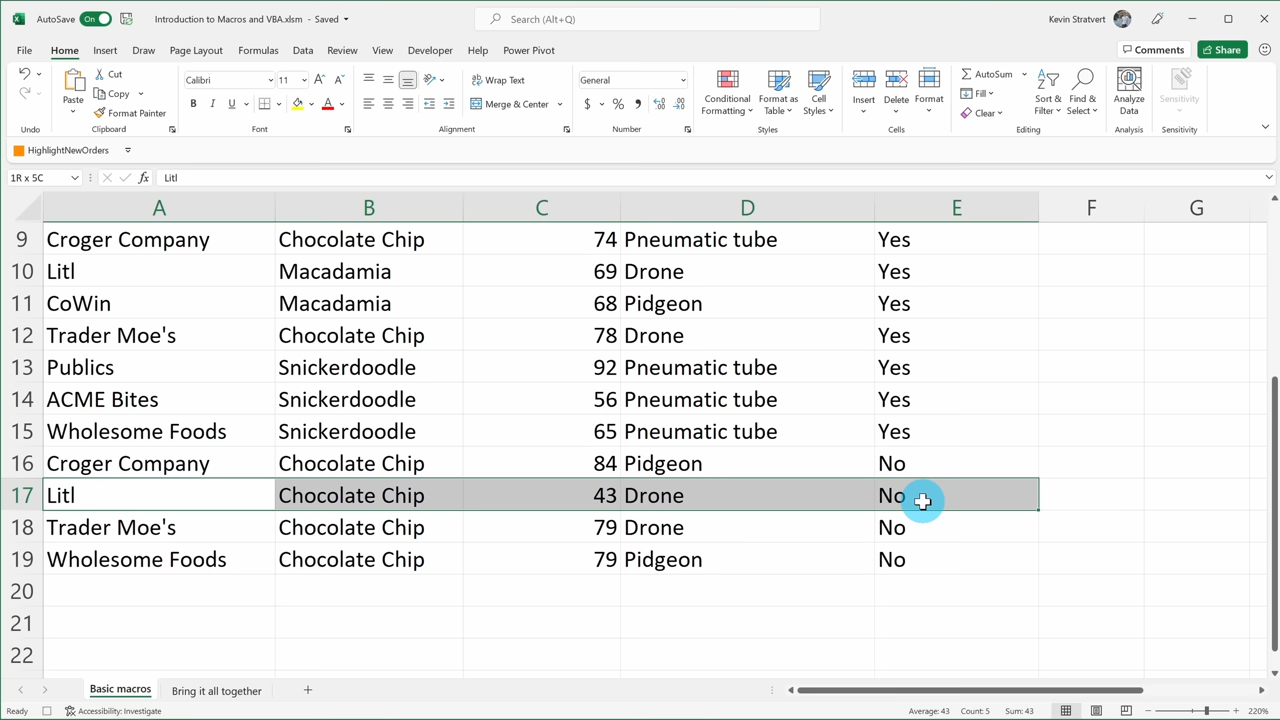 AutoSave On Introduction to Macros and VBA.xlsm - Saved Search (Alt+Q) Kevin Stratvert
File Home Insert Draw Page Layout Formulas Data Review View Developer Help Power Pivot Comments Share
Paste Cut Copy Format Painter Calibri 11 B I U A A A Wrap Text Merge & Center General $ % , Conditional Formatting Format as Table Cell Styles Insert Delete Format AutoSum Fill Clear Sort & Filter Find & Select Analyze Data Sensitivity
Undo Clipboard Font Alignment Number Styles Cells Editing Analysis Sensitivity
HighlightNewOrders
1R x 5C fx Litl
A B C D E F G
9 Croger Company Chocolate Chip 74 Pneumatic tube Yes
10 Litl Macadamia 69 Drone Yes
11 CoWin Macadamia 68 Pidgeon Yes
12 Trader Moe's Chocolate Chip 78 Drone Yes
13 Publics Snickerdoodle 92 Pneumatic tube Yes
14 ACME Bites Snickerdoodle 56 Pneumatic tube Yes
15 Wholesome Foods Snickerdoodle 65 Pneumatic tube Yes
16 Croger Company Chocolate Chip 84 Pidgeon No
17 Litl Chocolate Chip 43 Drone No
18 Trader Moe's Chocolate Chip 79 Drone No
19 Wholesome Foods Chocolate Chip 79 Pidgeon No
20
21
22
Basic macros Bring it all together
Ready Accessibility: Investigate Average: 43 Count: 5 Sum: 43 220%